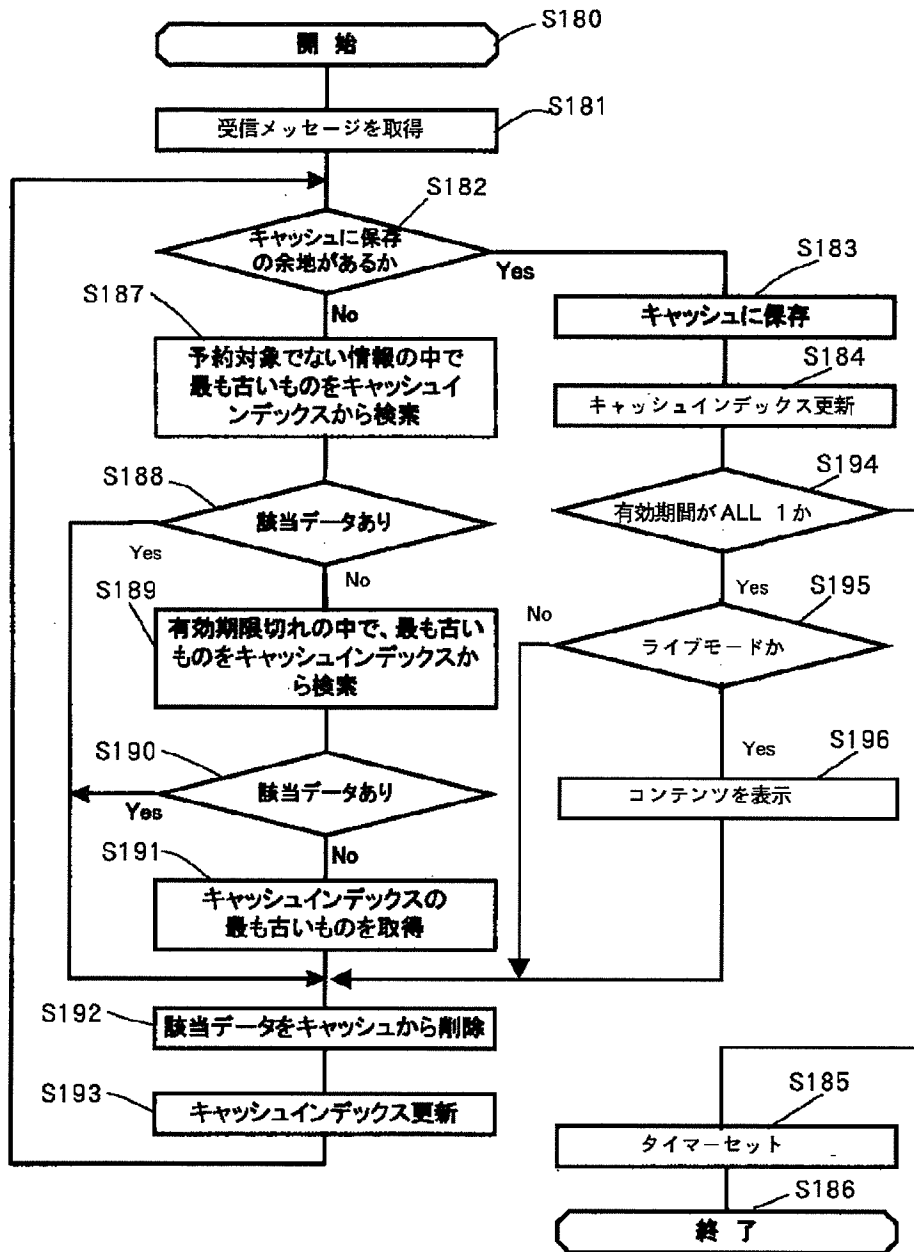 S180
開 始
S181
受信メッセージを取得
S182
キャッシュに保存
の余地があるか
Yes
No
S187
予約対象でない情報の中で
最も古いものをキャッシュイ
ンデックスから検索
S188
該当データあり
Yes
No
S189
有効期限切れの中で、最も古い
ものをキャッシュインデックスか
ら検索
S190
該当データあり
Yes
No
S191
キャッシュインデックスの
最も古いものを取得
S192
該当データをキャッシュから削除
S193
キャッシュインデックス更新
S183
キャッシュに保存
S184
キャッシュインデックス更新
S194
有効期間がALL 1か
Yes
S195
No
ライブモードか
Yes
S196
コンテンツを表示
S185
タイマーセット
S186
終 了